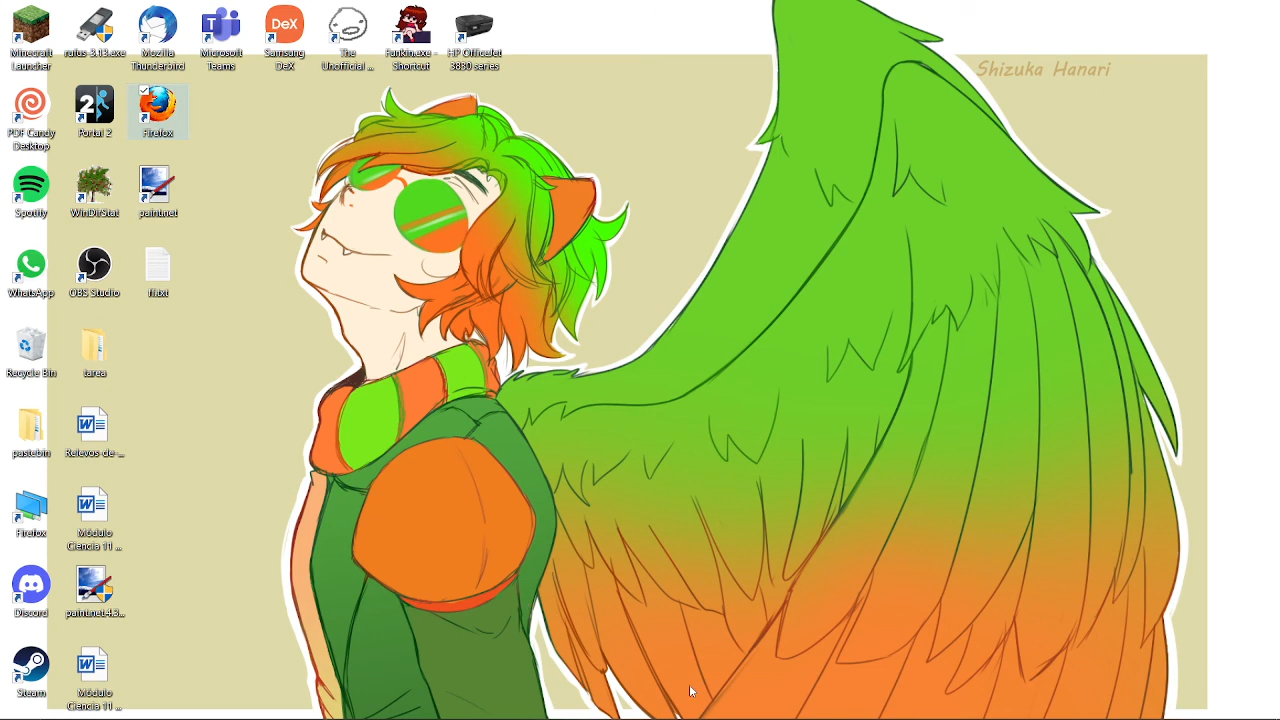 Minecraft
Launcher
rufus-3.13.exe
Mozilla
Thunderbird
Microsoft
Teams
DeX
Samsung
DeX
The
Unofficial ...
Funkin.exe -
Shortcut
HP OfficeJet
3830 series
Shizuka Hanari
PDF Candy
Desktop
2
Portal 2
Firefox
Spotify
WinDirStat
paint.net
WhatsApp
OBS Studio
Recycle Bin
tarea
pastebin
Relevos de-...
Firefox
Módulo
Ciencia 11 ...
Discord
paint.net.4.3...
Steam
Módulo
Ciencia 11 ...